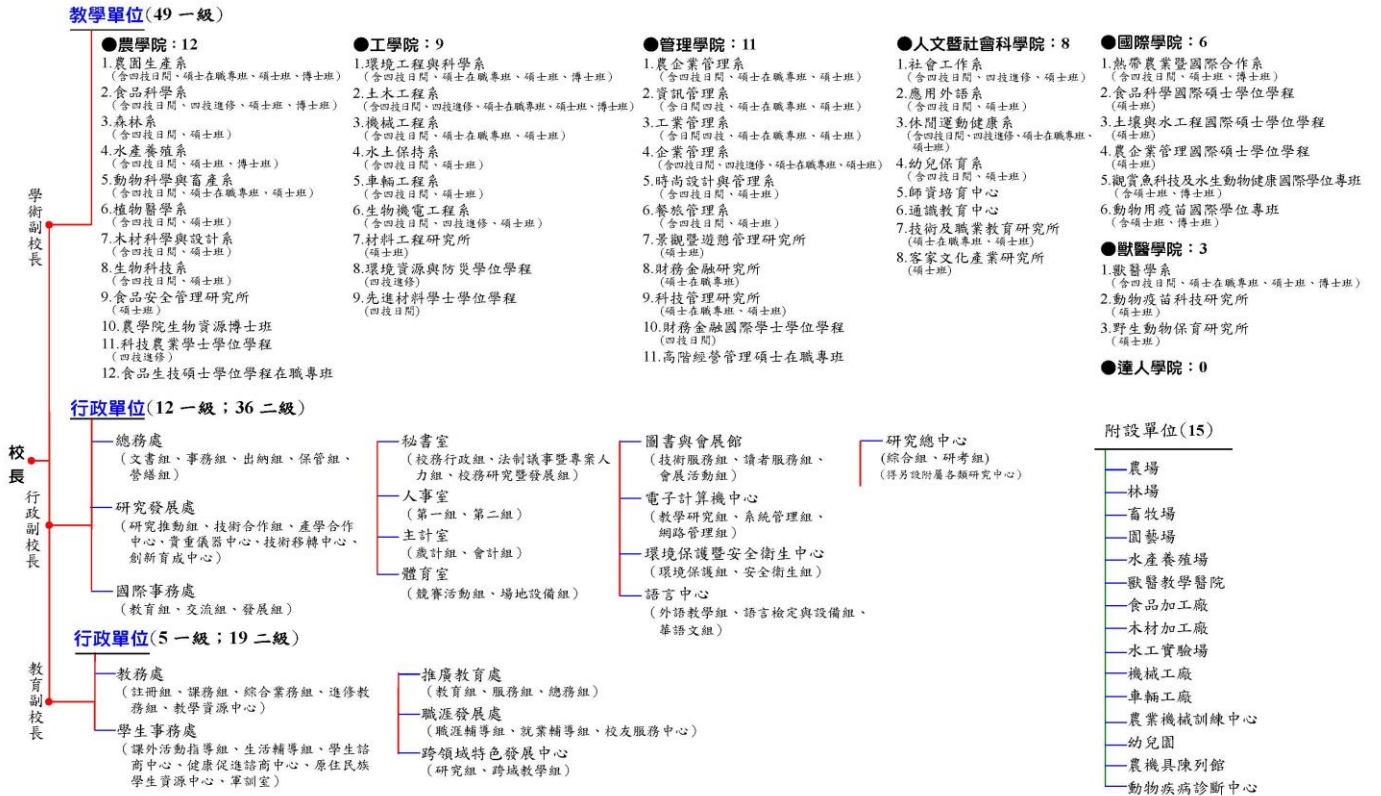 教學單位(49 一級)
●農學院：12
1.農園生產系
(含四技日間、碩士在職專班、碩士班、博士班)
2.食品科學系
(含四技日間、四技進修、碩士班、博士班)
3.森林系
(含四技日間、碩士班)
4.水產養殖系
(含四技日間、碩士班、博士班)
5.動物科學與畜產系
(含四技日間、碩士在職專班、碩士班)
6.植物醫學系
(含四技日間、碩士班)
7.木材科學與設計系
(含四技日間、碩士班)
8.生物科技系
(含四技日間、碩士班)
9.食品安全管理研究所
(碩士班)
10.農學院生物資源博士班
11.科技農業學士學位學程
(四技進修)
12.食品生技碩士學位學程在職專班
●工學院：9
1.環境工程與科學系
(含四技日間、碩士在職專班、碩士班、博士班)
2.土木工程系
(含四技日間、四技進修、碩士在職專班、碩士班、博士班)
3.機械工程系
(含四技日間、碩士在職專班、碩士班)
4.水土保持系
(含四技日間、碩士班)
5.車輛工程系
(含四技日間、碩士班)
6.生物機電工程系
(含四技日間、四技進修、碩士班)
7.材料工程研究所
(碩士班)
8.環境資源與防災學位學程
(四技進修)
9.先進材料學士學位學程
(四技日間)
●管理學院：11
1.農企業管理系
(含四技日間、碩士在職專班、碩士班)
2.資訊管理系
(含四技日間、碩士班)
3.工業管理系
(含日間四技、碩士在職專班、碩士班)
4.企業管理系
(含四技日間、四技進修、碩士在職專班、碩士班)
5.時尚設計與管理系
(含四技日間、碩士班)
6.餐旅管理系
(含四技日間、碩士班)
7.景觀暨遊憩管理研究所
(碩士班)
8.財務金融研究所
(碩士在職專班)
9.科技管理研究所
(碩士在職專班、碩士班)
10.財務金融國際學士學位學程
(四技日間)
11.高階經營管理碩士在職專班
●人文暨社會科學院：8
1.社會工作系
(含四技日間、四技進修、碩士班)
2.應用外語系
(含四技日間、碩士班)
3.休閒運動健康系
(含四技日間、四技進修、碩士在職專班、
碩士班)
4.幼兒保育系
(含四技日間、碩士班)
5.師資培育中心
6.通識教育中心
7.技術及職業教育研究所
(碩士在職專班、碩士班)
8.客家文化產業研究所
(碩士班)
●國際學院：6
1.熱帶農業暨國際合作系
(含四技日間、碩士班、博士班)
2.食品科學國際碩士學位學程
(碩士班)
3.土壤與水工程國際碩士學位學程
(碩士班)
4.農企業管理國際碩士學位學程
(碩士班)
5.觀賞魚科技及水生動物健康國際學位專班
(含碩士班、博士班)
6.動物用疫苗國際學位專班
(含碩士班、博士班)
●獸醫學院：3
1.獸醫學系
(含四技日間、碩士在職專班、碩士班、博士班)
2.動物疫苗科技研究所
(碩士班)
3.野生動物保育研究所
(碩士班)
●達人學院：0
學術副校長
校長
行政副校長
教育副校長
行政單位(12 一級；36 二級)
總務處
(文書組、事務組、出納組、保管組、
營繕組)
研究發展處
(研究推動組、技術合作組、產學合作
中心、貴重儀器中心、技術移轉中心、
創新育成中心)
國際事務處
(教育組、交流組、發展組)
秘書室
(校務行政組、法制議事暨專案人
力組、校務研究暨發展組)
人事室
(第一組、第二組)
主計室
(歲計組、會計組)
體育室
(競賽活動組、場地設備組)
圖書與會展館
(技術服務組、讀者服務組、
會展活動組)
電子計算機中心
(教學研究組、系統管理組、
網路管理組)
環境保護暨安全衛生中心
(環境保護組、安全衛生組)
語言中心
(外語教學組、語言檢定與設備組、
華語文組)
研究總中心
(綜合組、研考組)
(得另設附屬各類研究中心)
行政單位(5 一級；19 二級)
教務處
(註冊組、課務組、綜合業務組、進修教
務組、教學資源中心)
學生事務處
(課外活動指導組、生活輔導組、學生諮
商中心、健康促進諮商中心、原住民族
學生資源中心、軍訓室)
推廣教育處
(教育組、服務組、總務組)
職涯發展處
(職涯輔導組、就業輔導組、校友服務中心)
跨領域特色發展中心
(研究組、跨域教學組)
附設單位(15)
農場
林場
畜牧場
園藝場
水產養殖場
獸醫教學醫院
食品加工廠
木材加工廠
水工實驗場
機械工廠
車輛工廠
農業機械訓練中心
幼兒園
農機具陳列館
動物疾病診斷中心